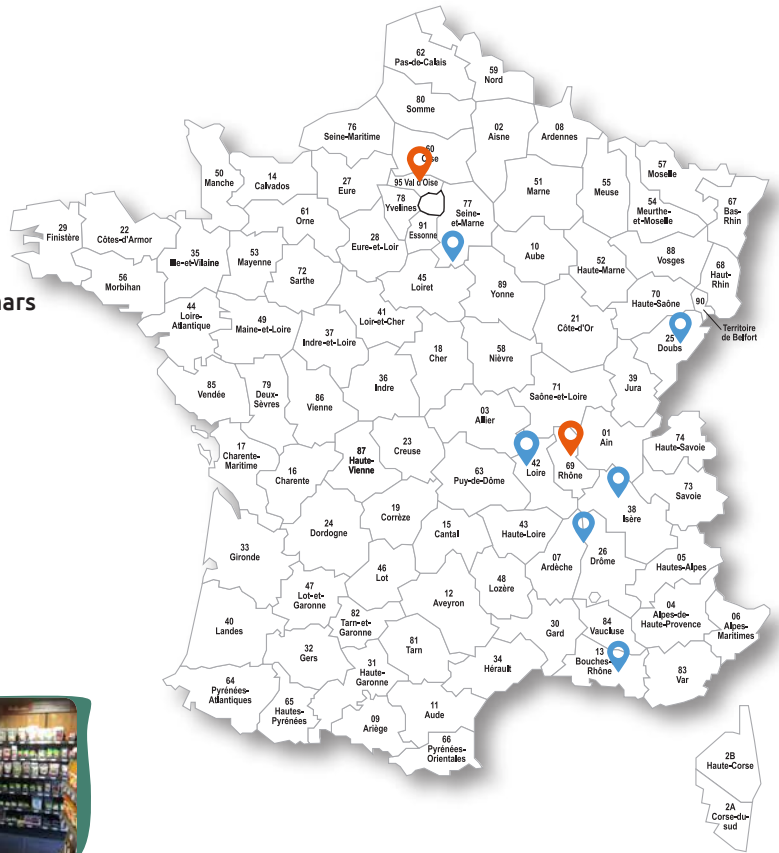 62
Pas-de-Calais
59
Nord
80
Somme
76
Seine-Maritime
02
Aisne
08
Ardennes
60
Oise
50
Manche
14
Calvados
27
Eure
95 Val d'Oise
78
Yvelines
77
Seine-
et-Marne
51
Marne
55
Meuse
57
Moselle
54
Meurthe-
et-Moselle
67
Bas-
Rhin
29
Finistère
22
Côtes-d'Armor
61
Orne
91
Essonne
28
Eure-et-Loir
35
Ille-et-Vilaine
53
Mayenne
72
Sarthe
10
Aube
52
Haute-Marne
88
Vosges
68
Haut-
Rhin
56
Morbihan
45
Loiret
89
Yonne
70
Haute-Saône
90
Territoire
de Belfort
ars
44
Loire-
Atlantique
49
Maine-et-Loire
41
Loir-et-Cher
37
Indre-et-Loire
21
Côte-d'Or
25
Doubs
18
Cher
58
Nièvre
85
Vendée
79
Deux-
Sèvres
86
Vienne
36
Indre
71
Saône-et-Loire
39
Jura
03
Allier
17
Charente-
Maritime
16
Charente
87
Haute-
Vienne
23
Creuse
63
Puy-de-Dôme
42
Loire
69
Rhône
01
Ain
74
Haute-Savoie
73
Savoie
19
Corrèze
24
Dordogne
15
Cantal
43
Haute-Loire
38
Isère
33
Gironde
46
Lot
07
Ardèche
26
Drôme
05
Hautes-Alpes
47
Lot-et-
Garonne
48
Lozère
12
Aveyron
40
Landes
82
Tarn-et-
Garonne
30
Gard
84
Vaucluse
04
Alpes-de-
Haute-Provence
06
Alpes-
Maritimes
32
Gers
81
Tarn
34
Hérault
13
Bouches-
Rhône
83
Var
31
Haute-
Garonne
64
Pyrénées-
Atlantiques
65
Hautes-
Pyrénées
09
Ariège
11
Aude
66
Pyrénées-
Orientales
2B
Haute-Corse
2A
Corse-du-
sud